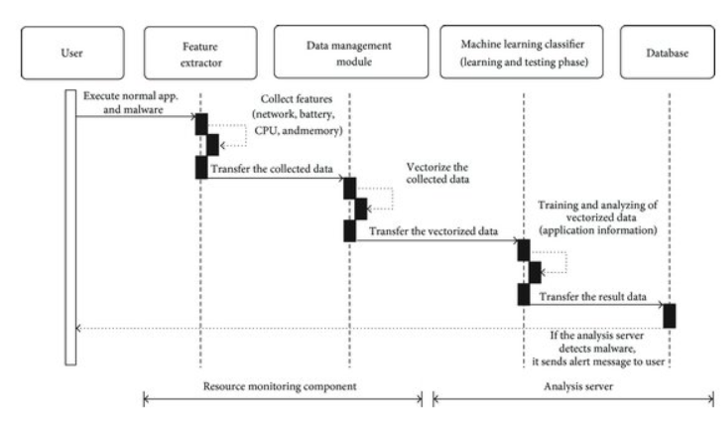 User
Feature
extractor
Data management
module
Machine learning classifier
(learning and testing phase)
Database
Execute normal app.
and malware
Collect features
(network, battery,
CPU, andmemory)
Transfer the collected data
Vectorize the
collected data
Transfer the vectorized data
Training and analyzing of
vectorized data
(application information)
Transfer the result data
If the analysis server
detects malware,
it sends alert message to user
Resource monitoring component
Analysis server